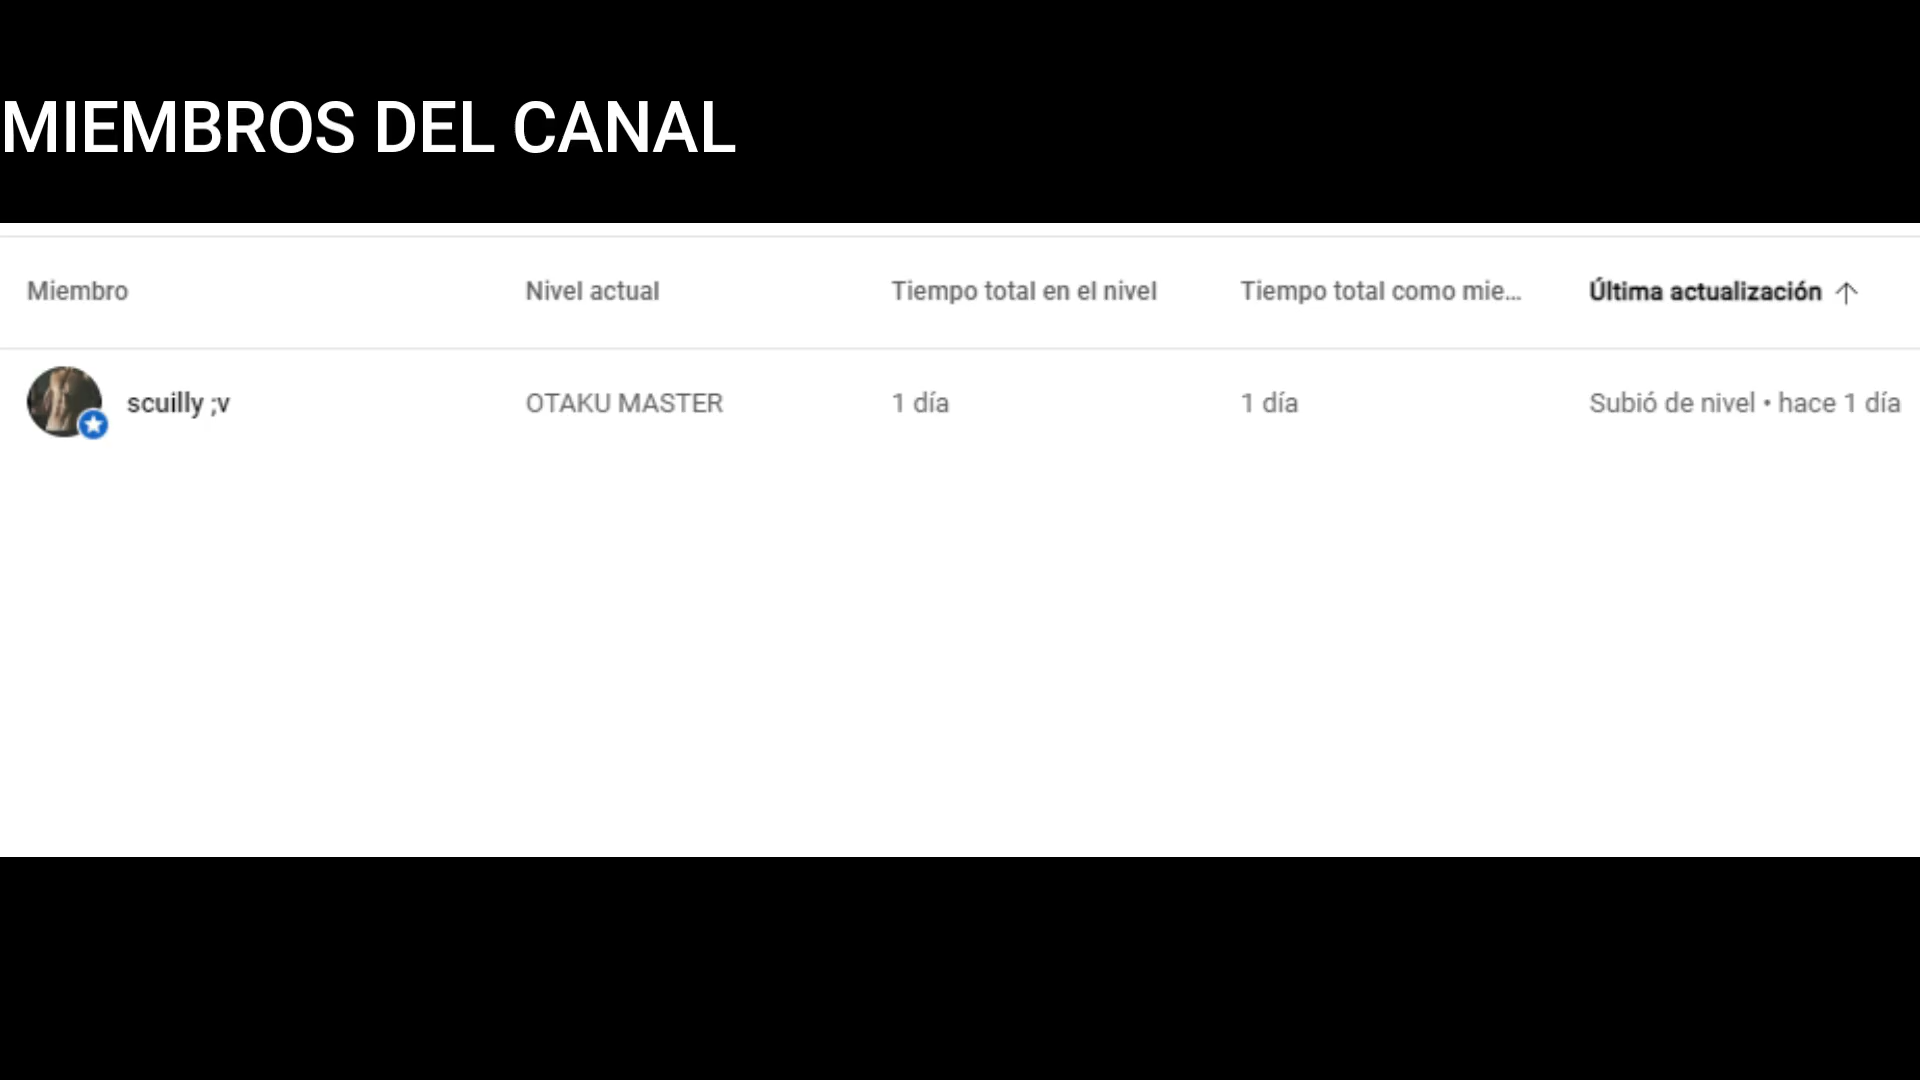 MIEMBROS DEL CANAL
Miembro Nivel actual Tiempo total en el nivel Tiempo total como mie... Última actualización ↑
scuilly ;v OTAKU MASTER 1 día 1 día Subió de nivel • hace 1 día